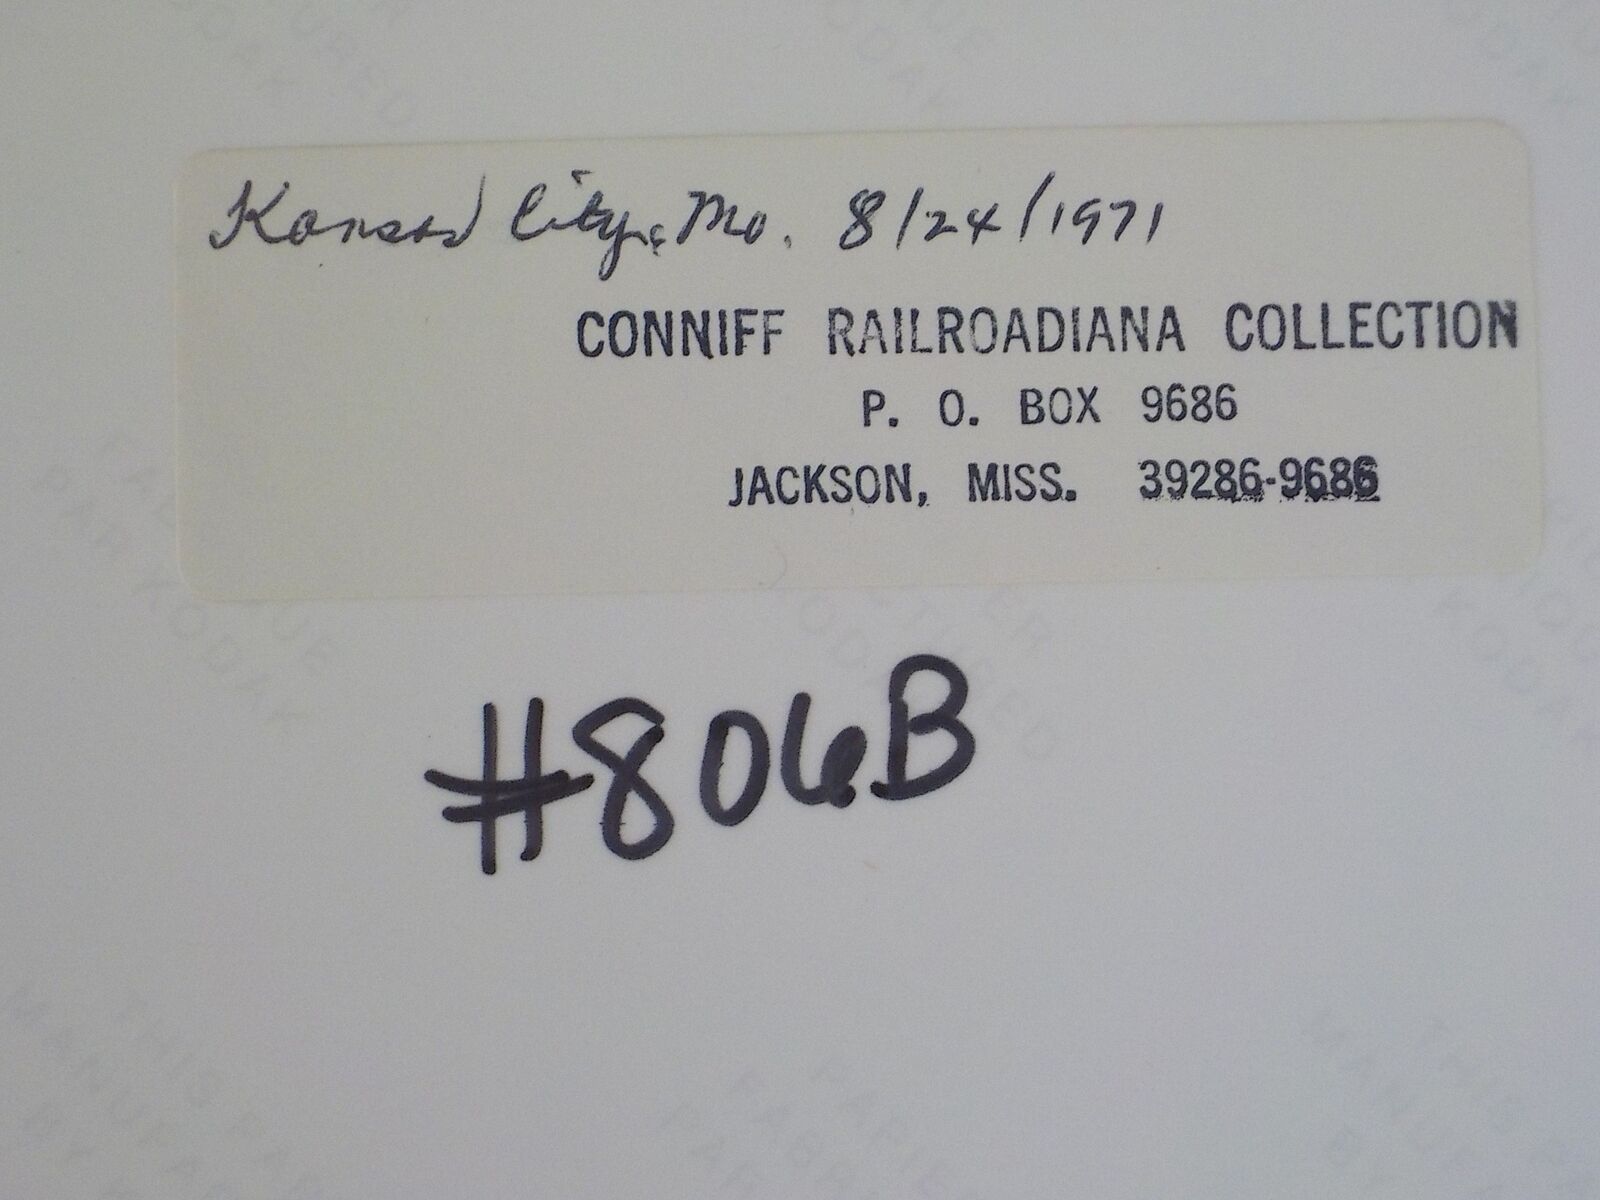 Kansas City, Mo. 8/24/1971
CONNIFF RAILROADIANA COLLECTION
P. O. BOX 9686
JACKSON, MISS. 39286-9686
#806B